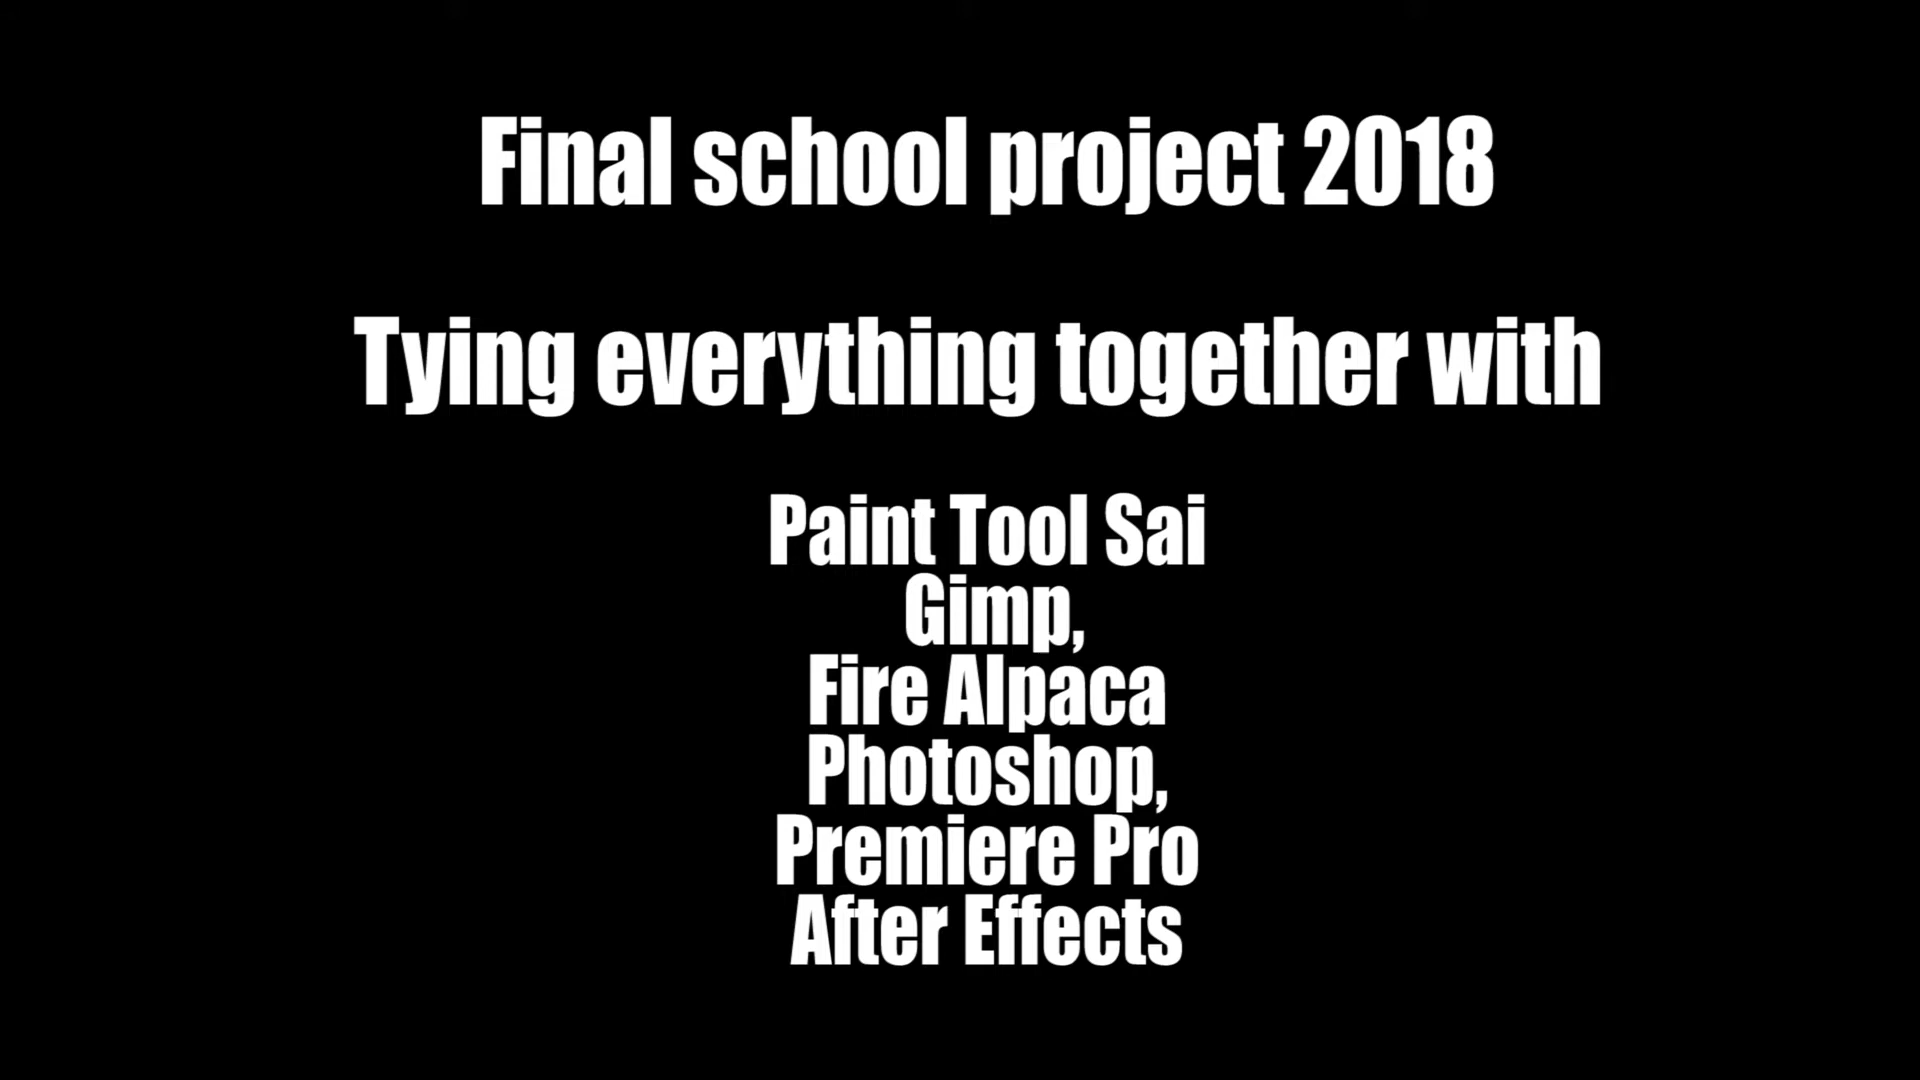 Final school project 2018
Tying everything together with
Paint Tool Sai
Gimp,
Fire Alpaca
Photoshop,
Premiere Pro
After Effects